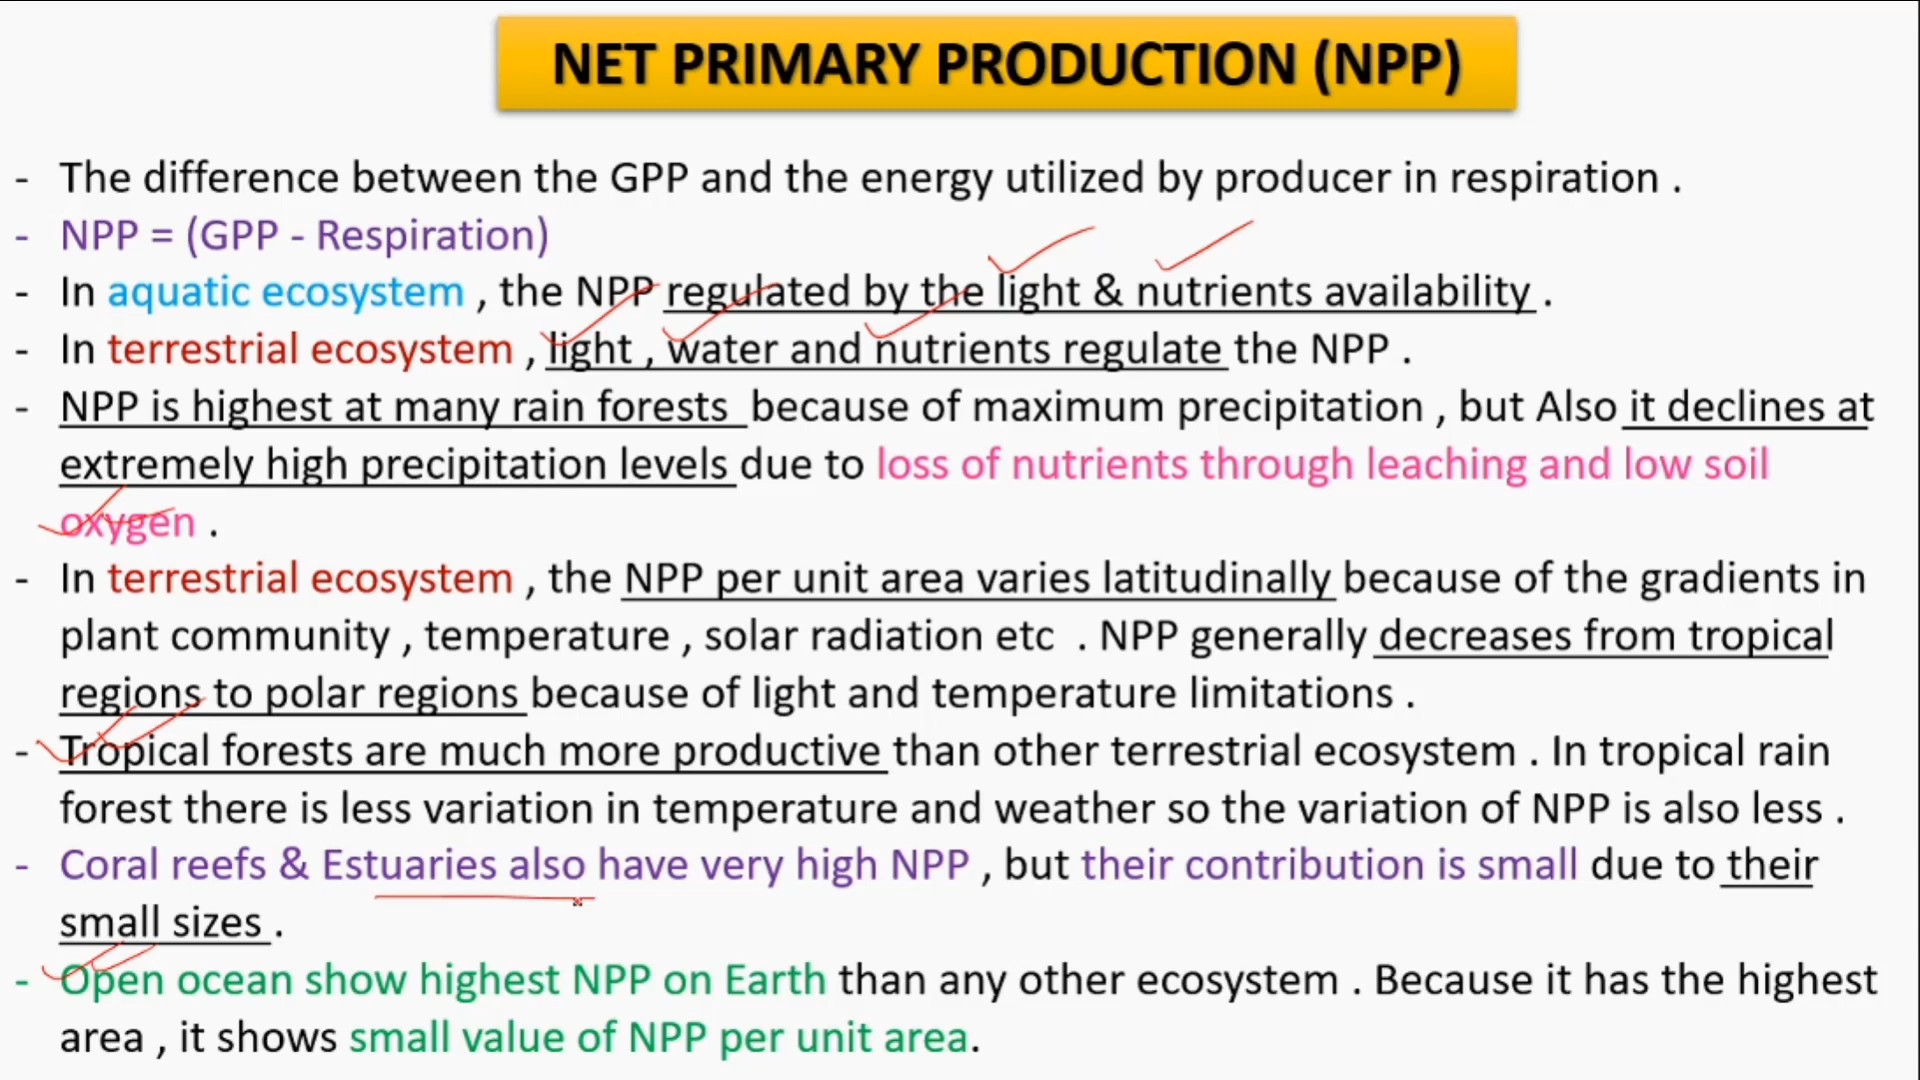 NET PRIMARY PRODUCTION (NPP)
- The difference between the GPP and the energy utilized by producer in respiration .
- NPP = (GPP - Respiration)
- In aquatic ecosystem , the NPP regulated by the light & nutrients availability .
- In terrestrial ecosystem , light , water and nutrients regulate the NPP .
- NPP is highest at many rain forests because of maximum precipitation , but Also it declines at
extremely high precipitation levels due to loss of nutrients through leaching and low soil
oxygen .
- In terrestrial ecosystem , the NPP per unit area varies latitudinally because of the gradients in
plant community , temperature , solar radiation etc . NPP generally decreases from tropical
regions to polar regions because of light and temperature limitations .
- Tropical forests are much more productive than other terrestrial ecosystem . In tropical rain
forest there is less variation in temperature and weather so the variation of NPP is also less .
- Coral reefs & Estuaries also have very high NPP , but their contribution is small due to their
small sizes .
- Open ocean show highest NPP on Earth than any other ecosystem . Because it has the highest
area , it shows small value of NPP per unit area.